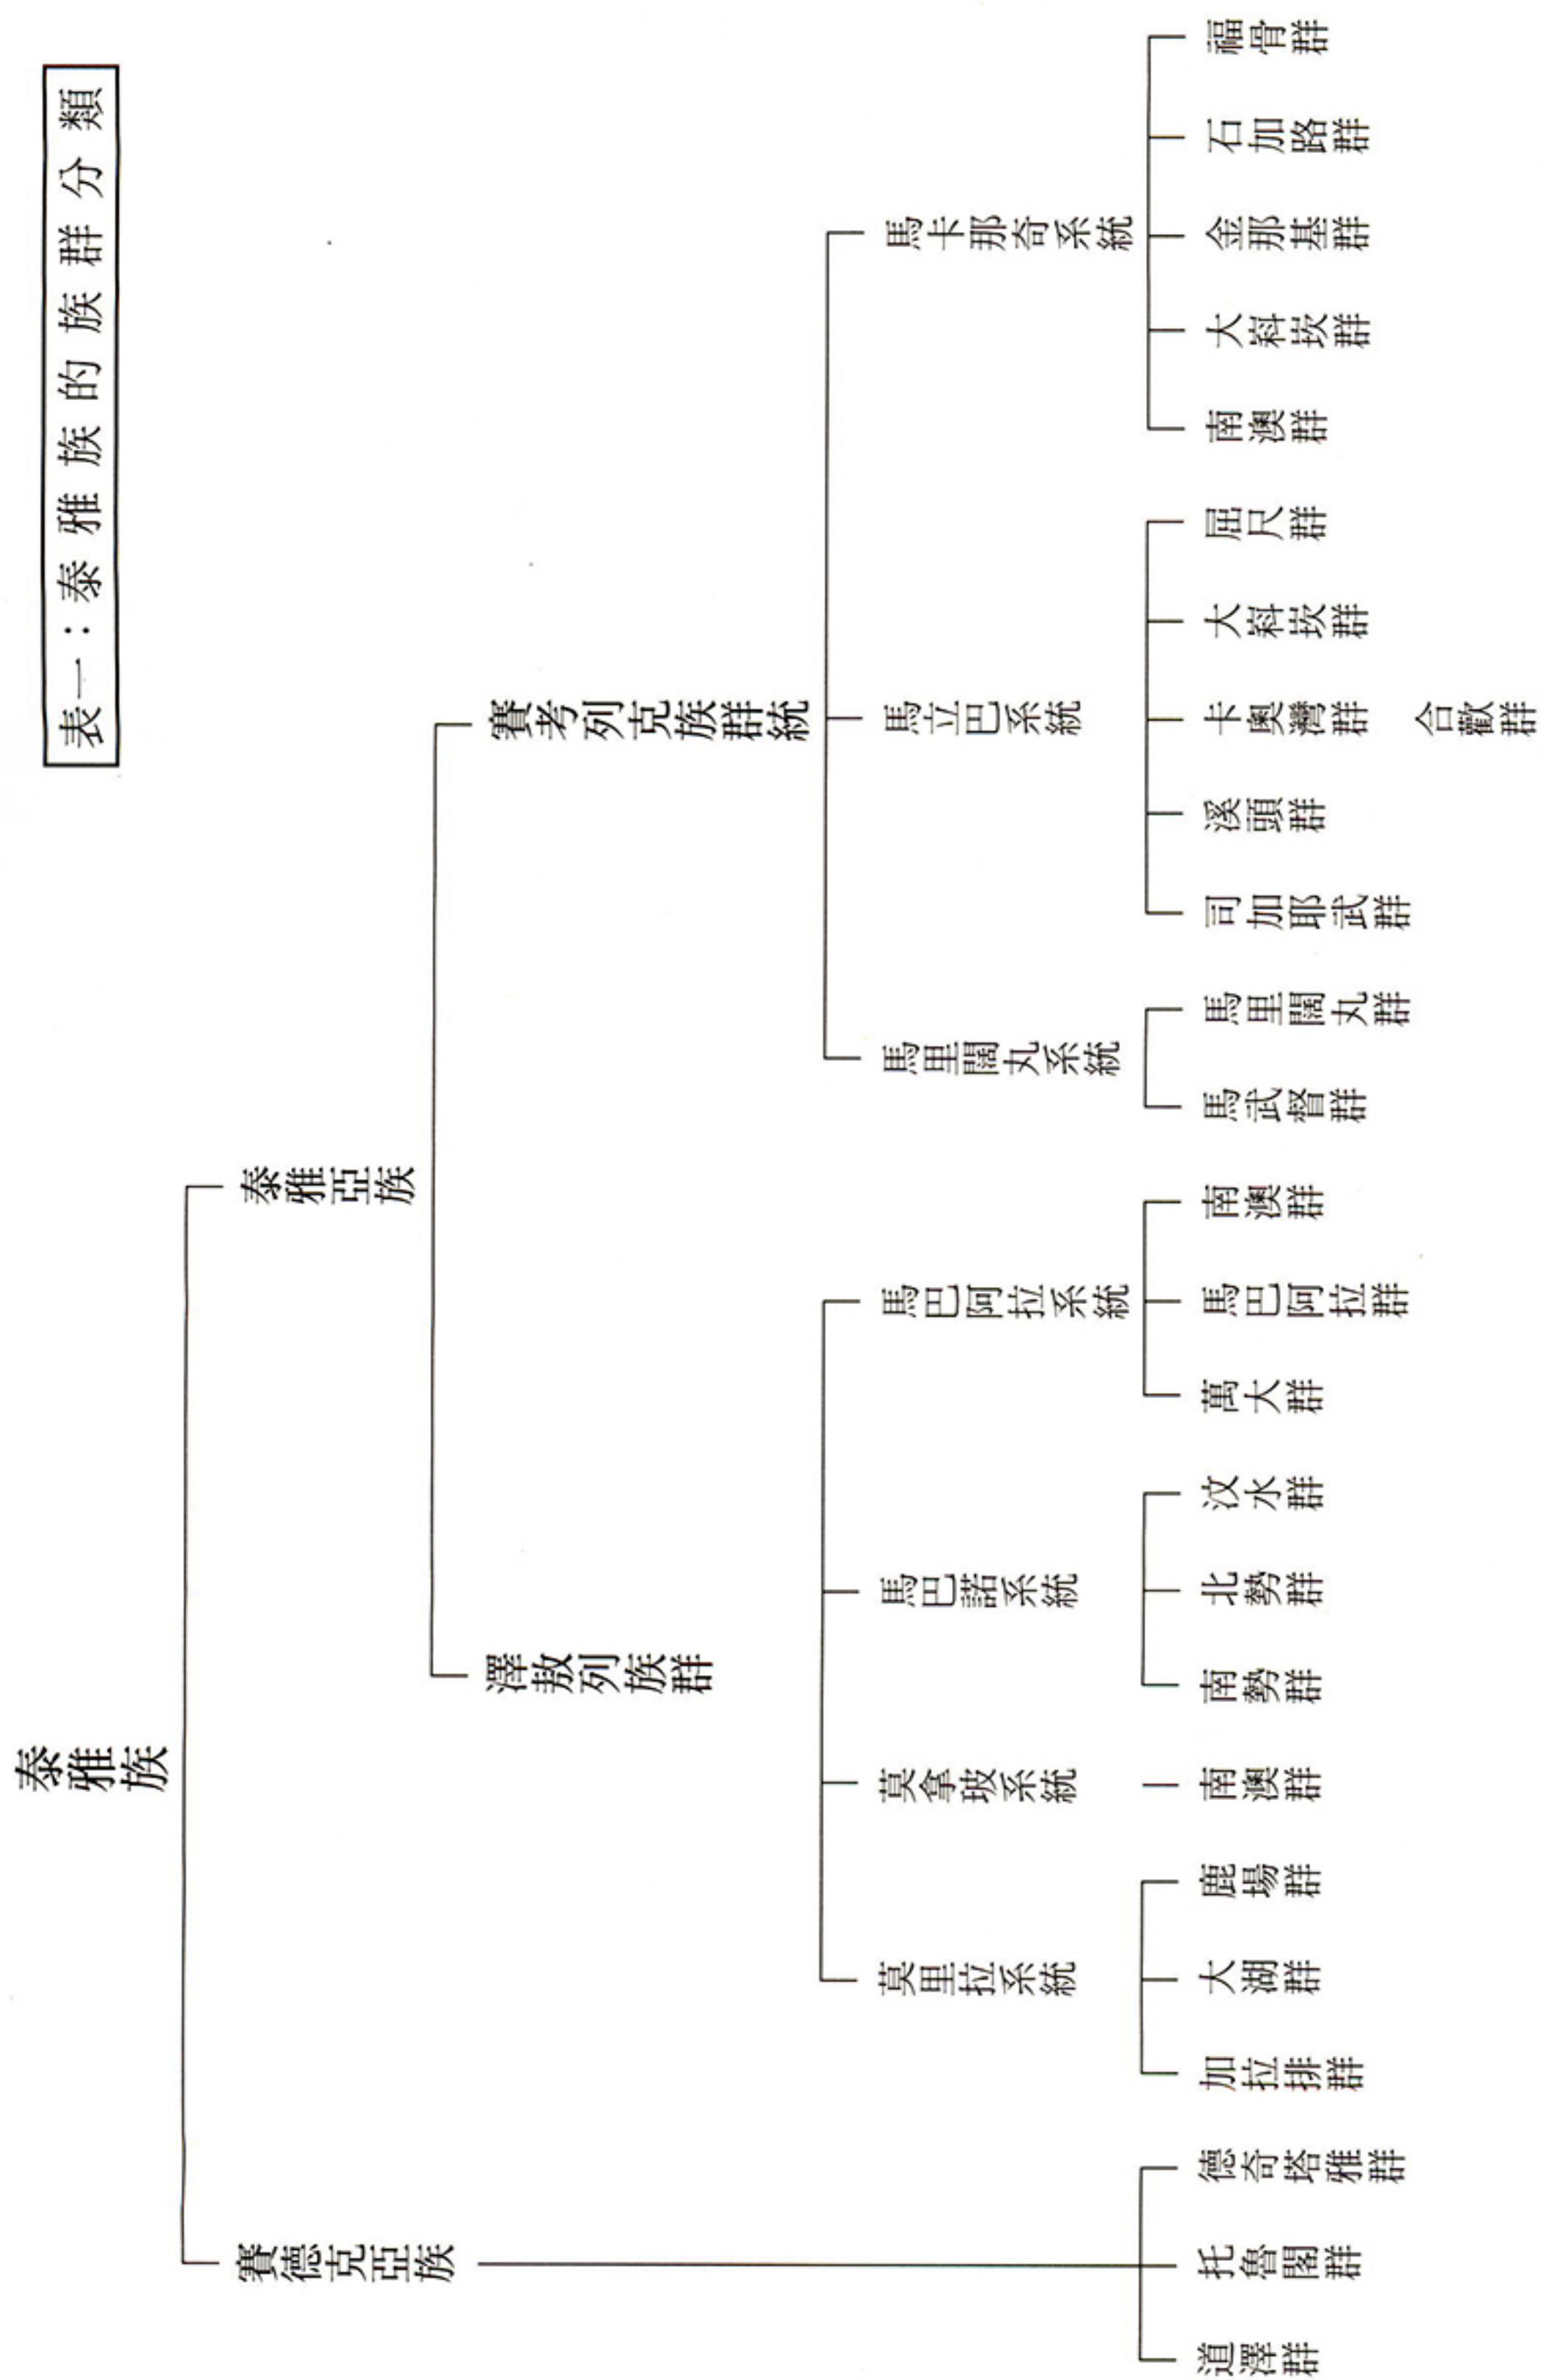 表一：泰雅族的族群分類
泰雅族
賽德克亞族
泰雅亞族
澤敖列族群
賽考列克族群統
莫里拉系統
莫拿玻系統
馬巴諾系統
馬巴阿拉系統
馬里闊丸系統
馬立巴系統
馬卡那奇系統
道澤群
托魯閣群
德奇塔雅群
加拉排群
大湖群
鹿場群
南澳群
南勢群
北勢群
汶水群
萬大群
馬巴阿拉群
南澳群
馬武督群
馬里闊丸群
司加耶武群
溪頭群
卡奧灣群
合歡群
大嵙崁群
屈尺群
南澳群
大嵙崁群
金那基群
石加路群
福骨群